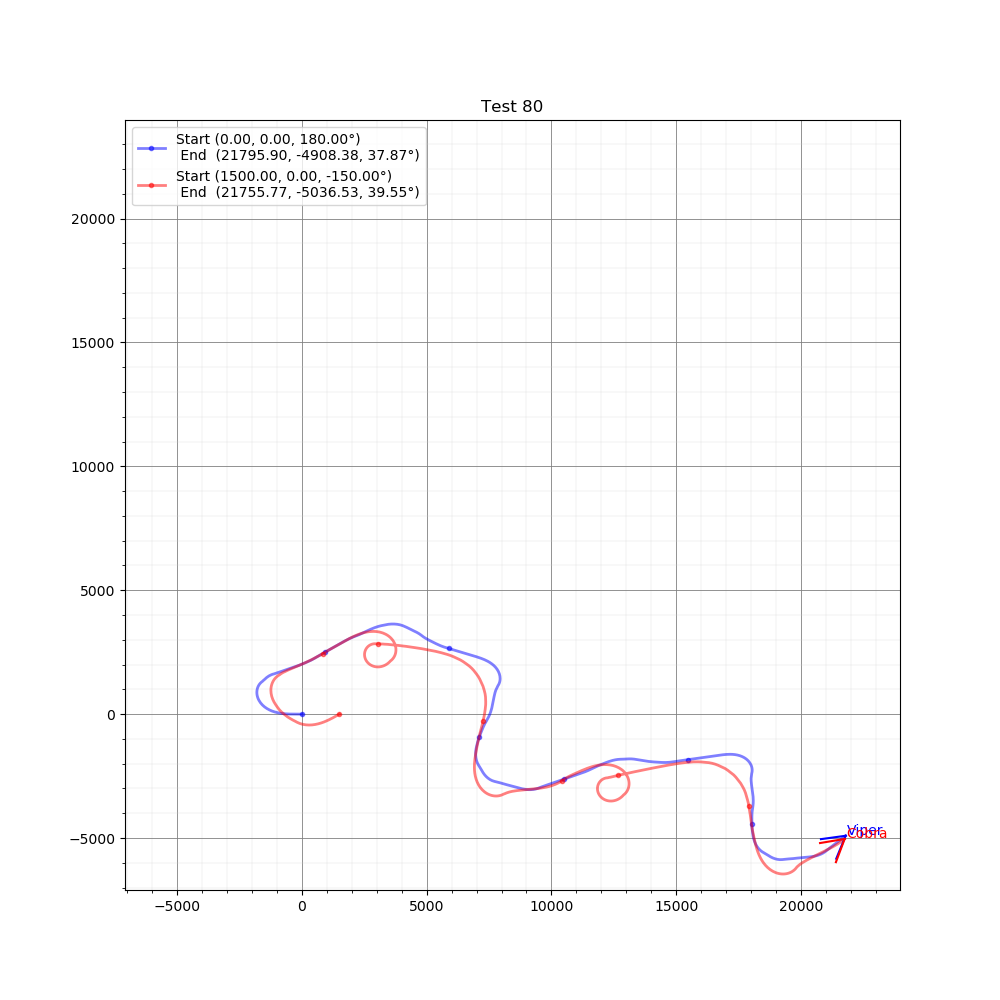 Test 80
Start (0.00, 0.00, 180.00°)
End  (21795.90, -4908.38, 37.87°)
Start (1500.00, 0.00, -150.00°)
End  (21755.77, -5036.53, 39.55°)
20000
15000
10000
5000
0
−5000
Viper
Cobra
−5000
0
5000
10000
15000
20000